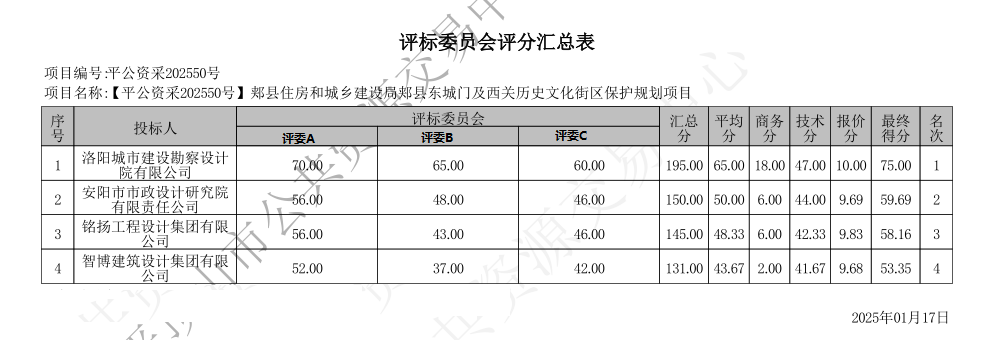 评标委员会评分汇总表
项目编号:平公资采202550号
项目名称:【平公资采202550号】郏县住房和城乡建设局郏县东城门及西关历史文化街区保护规划项目
序号 投标人 评标委员会 汇总分 平均分 商务分 技术分 报价分 最终得分 名次
评委A 评委B 评委C
1 洛阳城市建设勘察设计院有限公司 70.00 65.00 60.00 195.00 65.00 18.00 47.00 10.00 75.00 1
2 安阳市市政设计研究院有限责任公司 56.00 48.00 46.00 150.00 50.00 6.00 44.00 9.69 59.69 2
3 铭扬工程设计集团有限公司 56.00 43.00 46.00 145.00 48.33 6.00 42.33 9.83 58.16 3
4 智博建筑设计集团有限公司 52.00 37.00 42.00 131.00 43.67 2.00 41.67 9.68 53.35 4
2025年01月17日